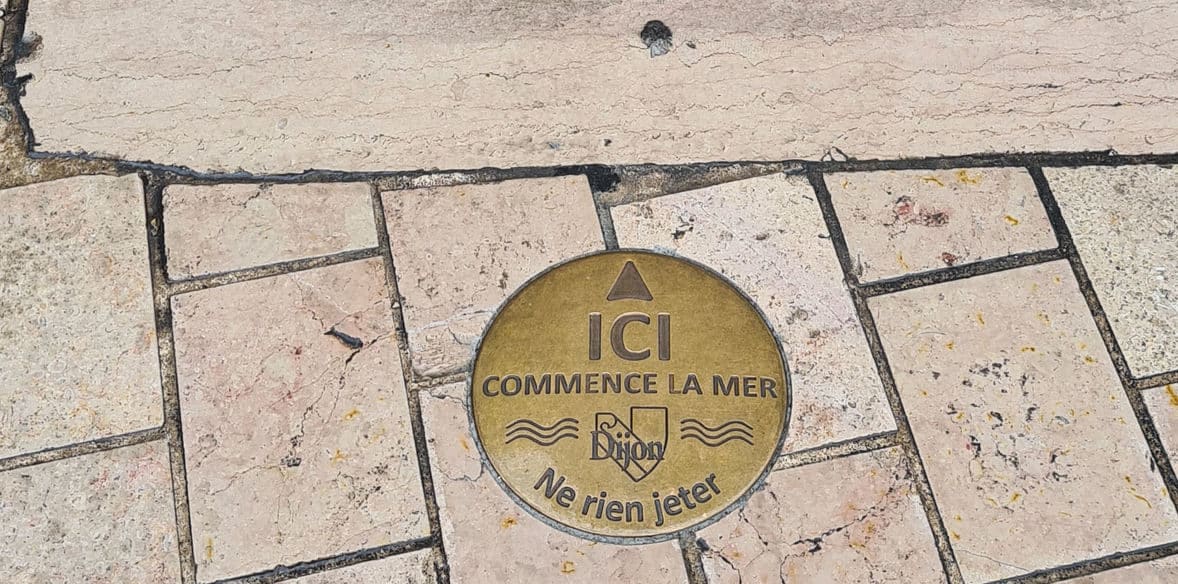 ICI
COMMENCE LA MER
Dijon
Ne rien jeter